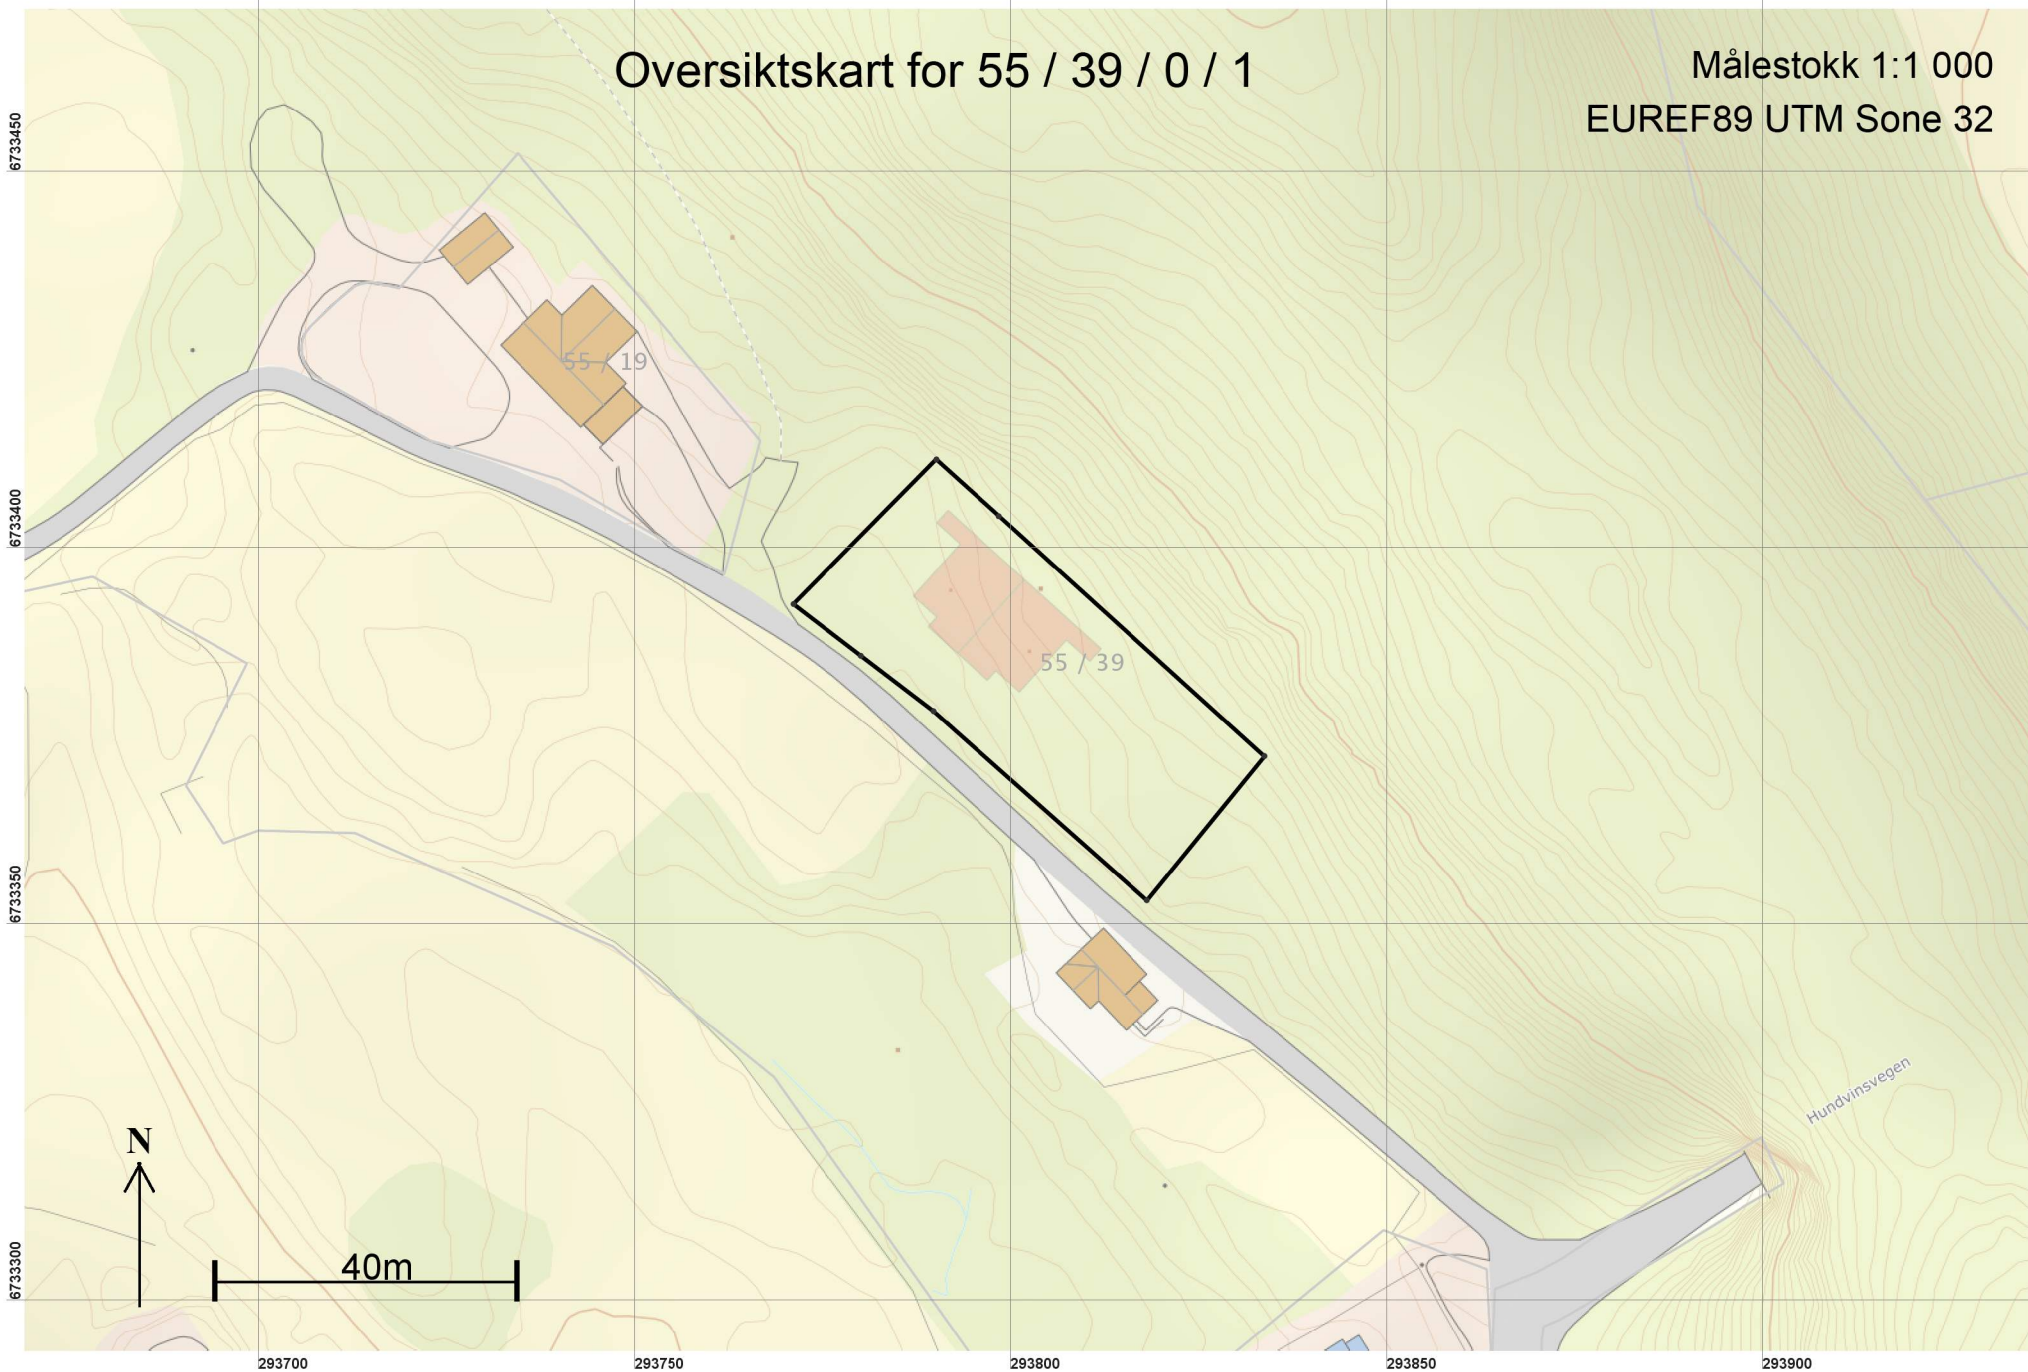 Oversiktskart for 55 / 39 / 0 / 1
Målestokk 1:1 000
EUREF89 UTM Sone 32
6733450
55 / 19
6733400
55 / 39
6733350
Hundvinsvegen
N
40m
6733300
293700
293750
293800
293850
293900